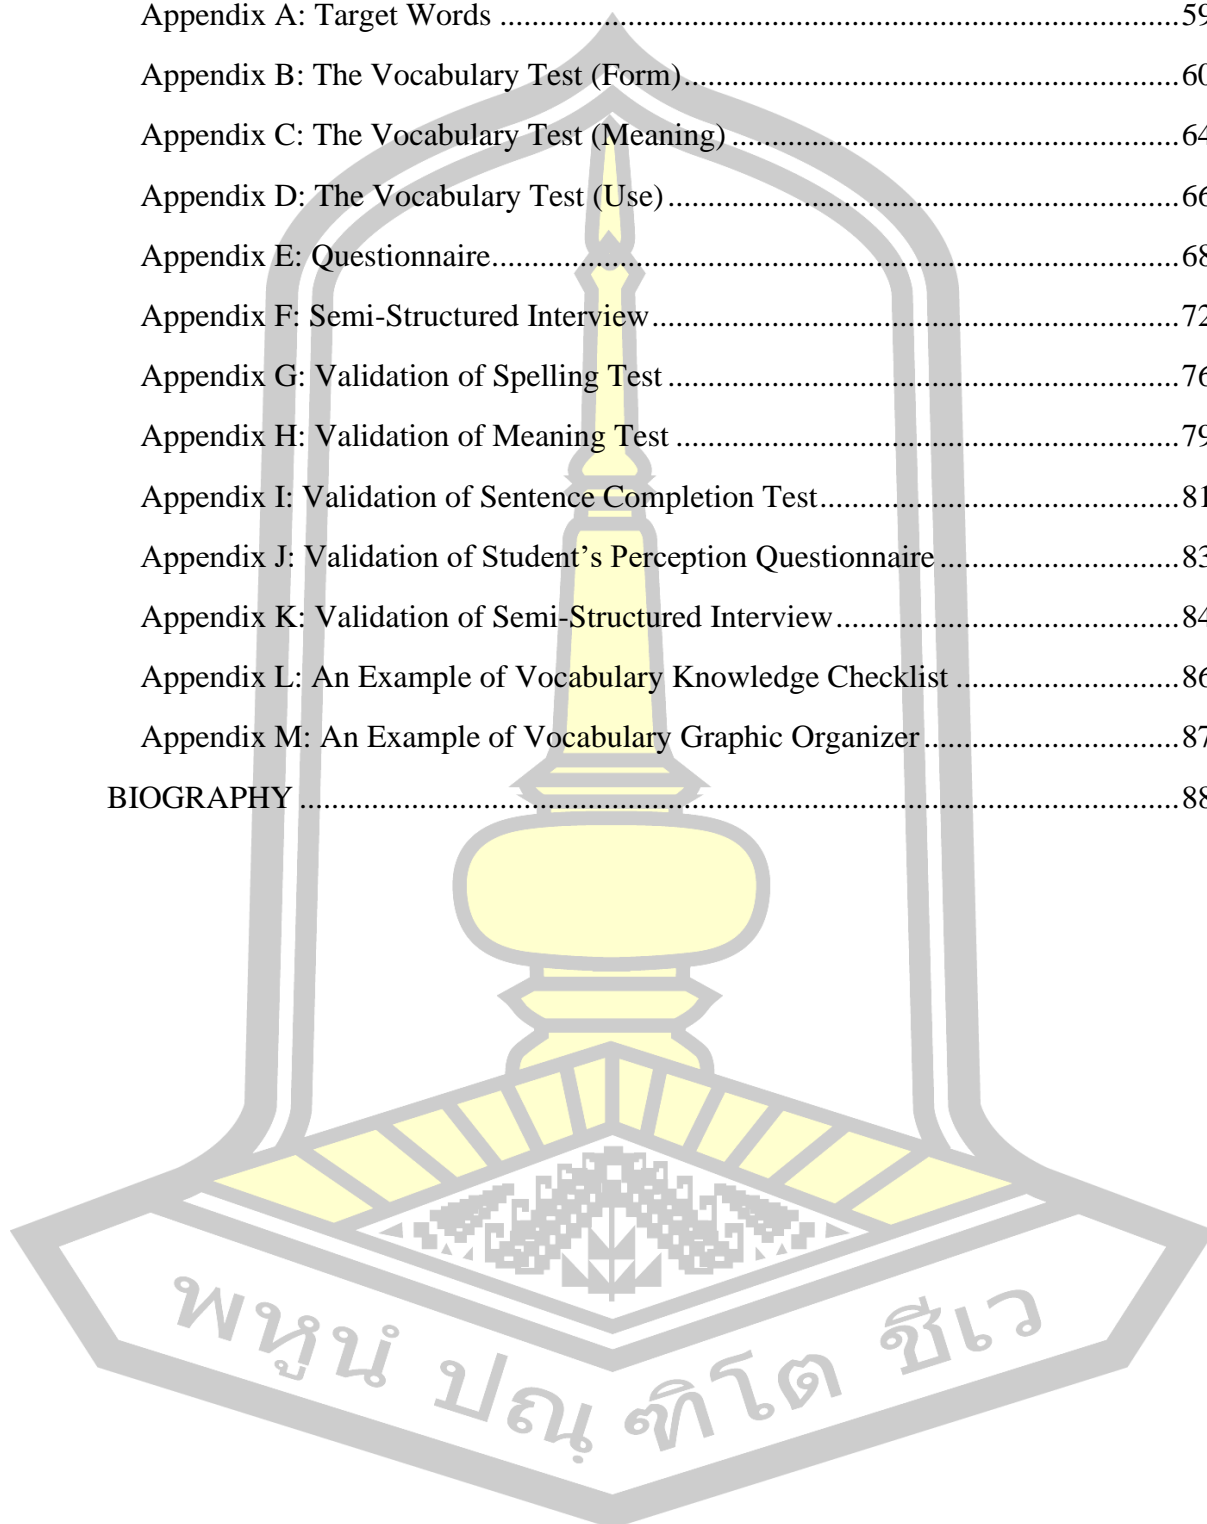 Appendix A: Target Words ........ 59
Appendix B: The Vocabulary Test (Form) ........ 60
Appendix C: The Vocabulary Test (Meaning) ........ 64
Appendix D: The Vocabulary Test (Use) ........ 66
Appendix E: Questionnaire ........ 68
Appendix F: Semi-Structured Interview ........ 72
Appendix G: Validation of Spelling Test ........ 76
Appendix H: Validation of Meaning Test ........ 79
Appendix I: Validation of Sentence Completion Test ........ 81
Appendix J: Validation of Student’s Perception Questionnaire ........ 83
Appendix K: Validation of Semi-Structured Interview ........ 84
Appendix L: An Example of Vocabulary Knowledge Checklist ........ 86
Appendix M: An Example of Vocabulary Graphic Organizer ........ 87
BIOGRAPHY ........ 88
พหูนํ ปณฺฑิโต ชีเว